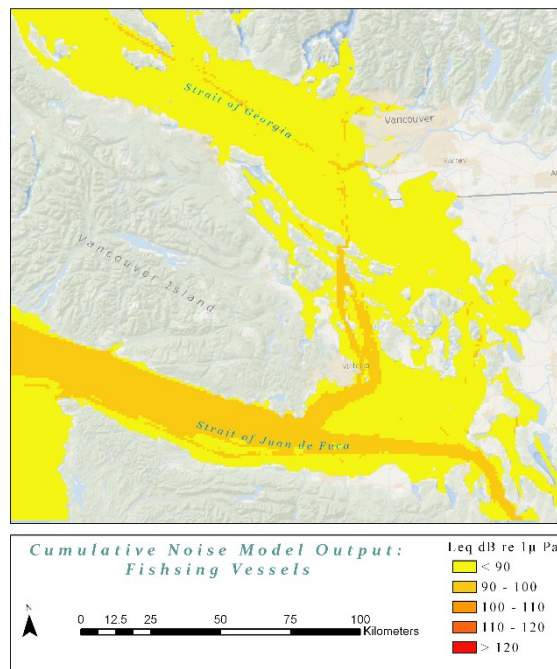 Strait of Georgia
Vancouver
Surrey
Vancouver Island
Victoria
Strait of Juan de Fuca
Cumulative Noise Model Output:
Fishsing Vessels
N
0 12.5 25 50 75 100
Kilometers
Leq dB re 1µ Pa
< 90
90 - 100
100 - 110
110 - 120
> 120